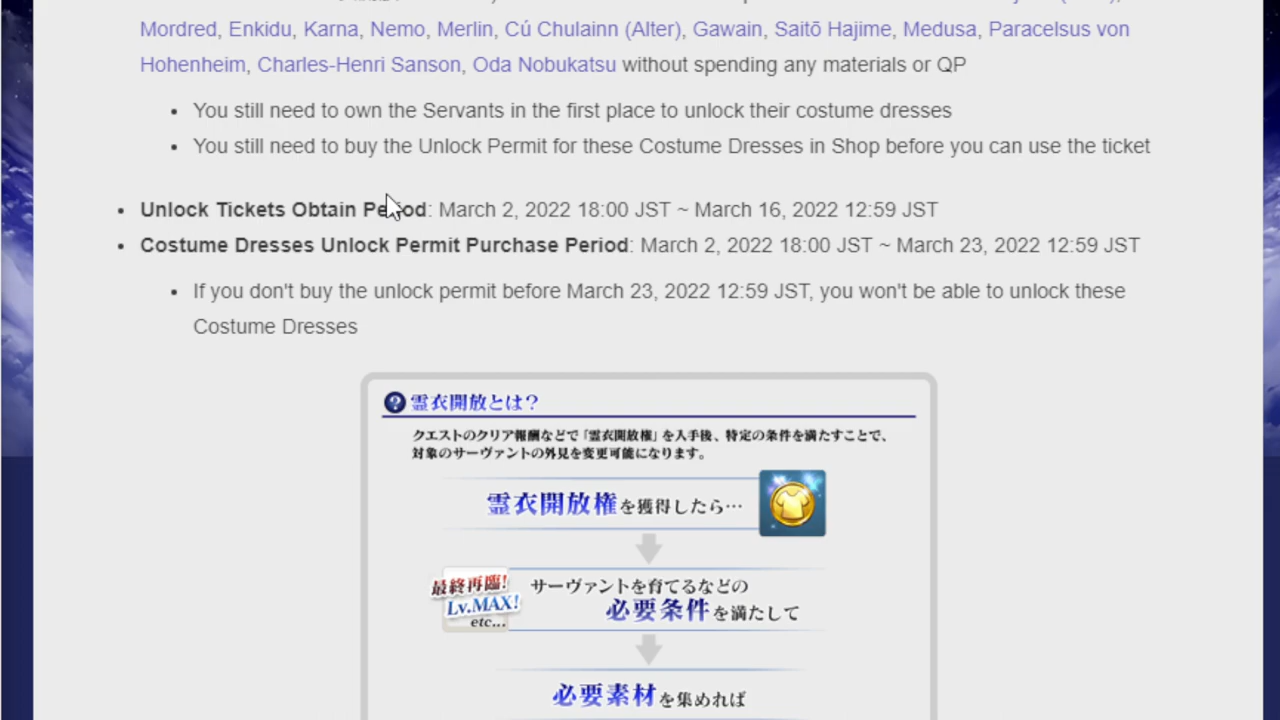 Mordred, Enkidu, Karna, Nemo, Merlin, Cú Chulainn (Alter), Gawain, Saitō Hajime, Medusa, Paracelsus von
Hohenheim, Charles-Henri Sanson, Oda Nobukatsu without spending any materials or QP
• You still need to own the Servants in the first place to unlock their costume dresses
• You still need to buy the Unlock Permit for these Costume Dresses in Shop before you can use the ticket
• Unlock Tickets Obtain Period: March 2, 2022 18:00 JST ~ March 16, 2022 12:59 JST
• Costume Dresses Unlock Permit Purchase Period: March 2, 2022 18:00 JST ~ March 23, 2022 12:59 JST
• If you don't buy the unlock permit before March 23, 2022 12:59 JST, you won't be able to unlock these
Costume Dresses
? 霊衣開放とは?
クエストのクリア報酬などで「霊衣開放権」を入手後、特定の条件を満たすことで、
対象のサーヴァントの外見を変更可能になります。
霊衣開放権を獲得したら…
最終再臨!
Lv.MAX!
etc...
サーヴァントを育てるなどの
必要条件を満たして
必要素材を集めれば